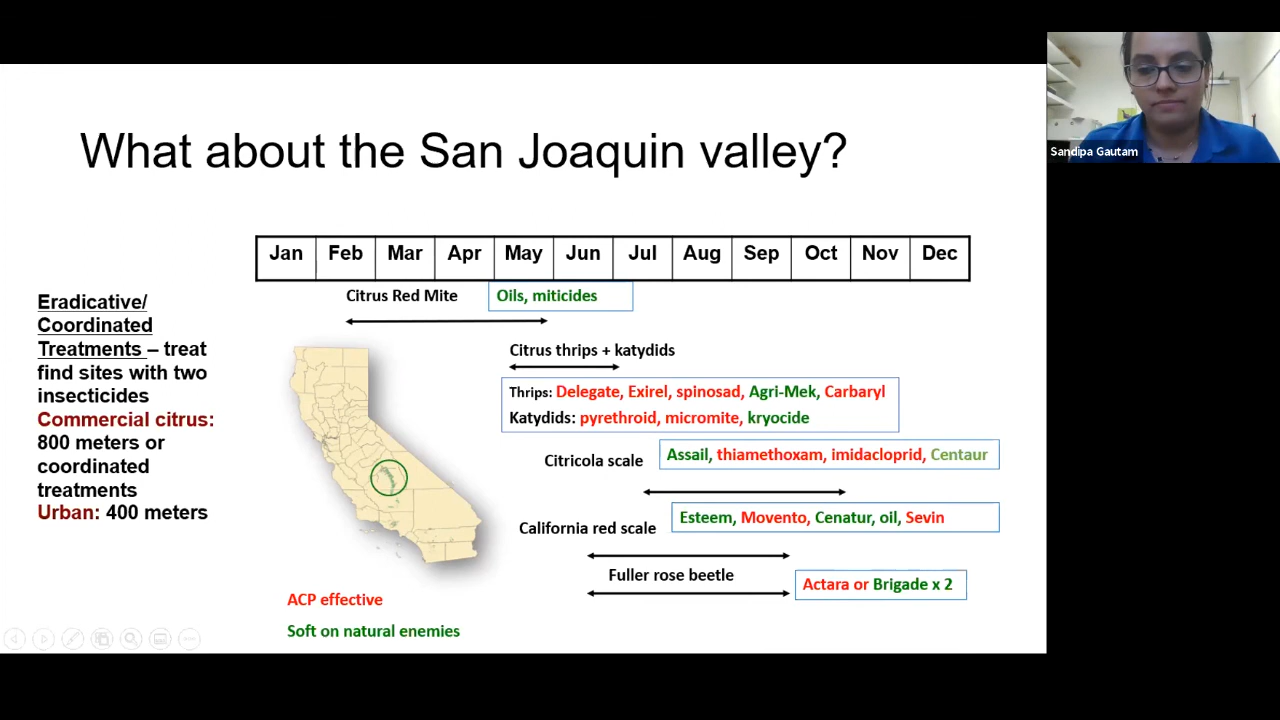 Sandipa Gautam
What about the San Joaquin valley?
Jan Feb Mar Apr May Jun Jul Aug Sep Oct Nov Dec
Eradicative/
Coordinated
Treatments – treat
find sites with two
insecticides
Commercial citrus:
800 meters or
coordinated
treatments
Urban: 400 meters
Citrus Red Mite
Oils, miticides
Citrus thrips + katydids
Thrips: Delegate, Exirel, spinosad, Agri-Mek, Carbaryl
Katydids: pyrethroid, micromite, kryocide
Citricola scale
Assail, thiamethoxam, imidacloprid, Centaur
California red scale
Esteem, Movento, Cenatur, oil, Sevin
Fuller rose beetle
Actara or Brigade x 2
ACP effective
Soft on natural enemies